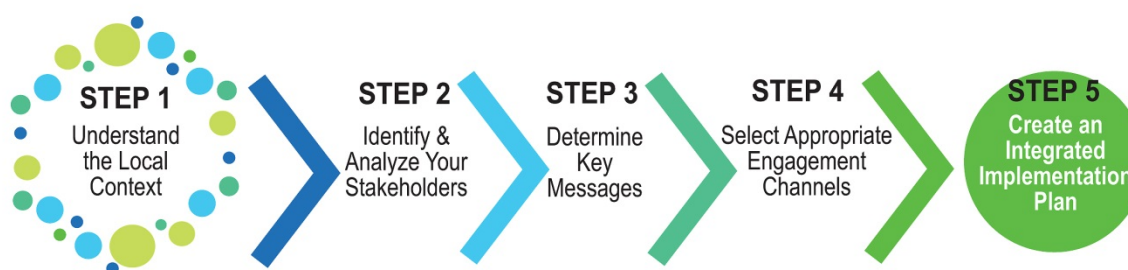 STEP 1
Understand
the Local
Context
STEP 2
Identify &
Analyze Your
Stakeholders
STEP 3
Determine
Key
Messages
STEP 4
Select Appropriate
Engagement
Channels
STEP 5
Create an
Integrated
Implementation
Plan